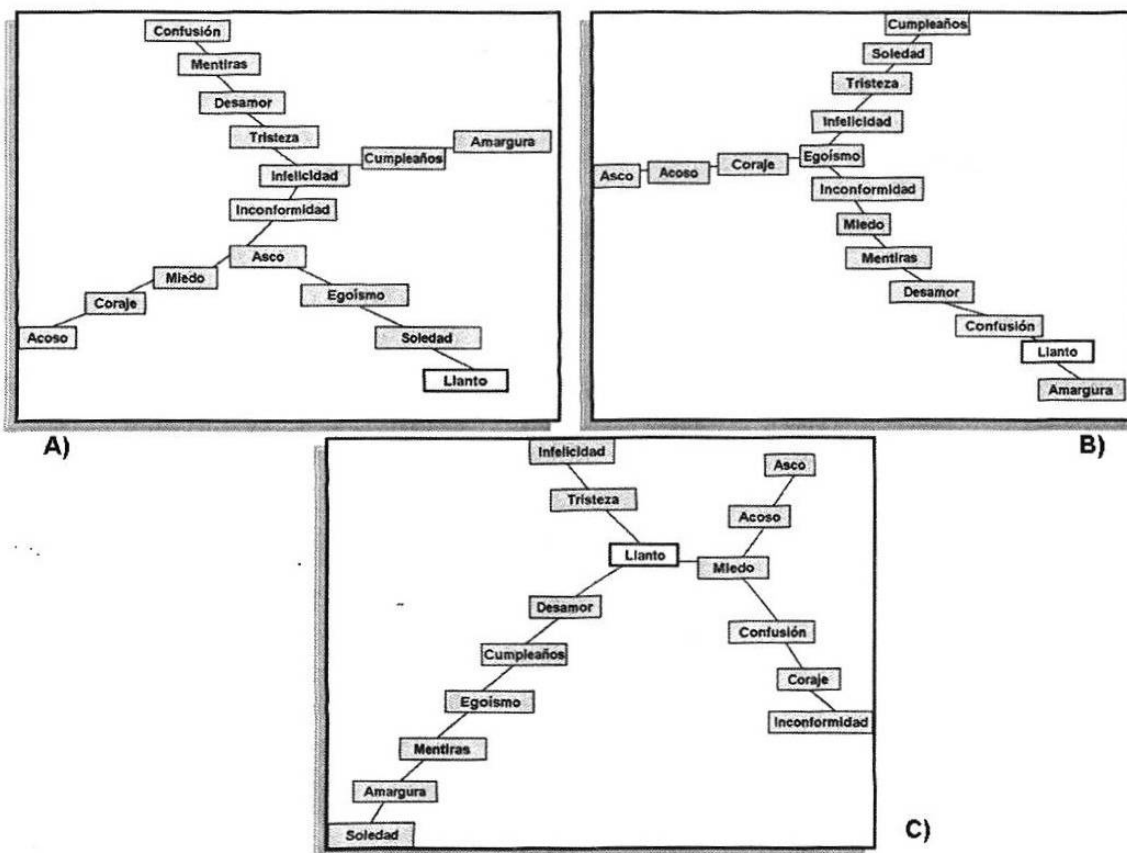 Confusión
Mentiras
Desamor
Tristeza
Amargura
Cumpleaños
Infelicidad
Inconformidad
Asco
Miedo
Egoísmo
Coraje
Acoso
Soledad
Llanto
A)
Cumpleaños
Soledad
Tristeza
Infelicidad
Egoísmo
Coraje
Acoso
Asco
Inconformidad
Miedo
Mentiras
Desamor
Confusión
Llanto
Amargura
B)
Infelicidad
Asco
Tristeza
Acoso
Llanto
Miedo
Desamor
Confusión
Cumpleaños
Coraje
Egoísmo
Inconformidad
Mentiras
Amargura
Soledad
C)